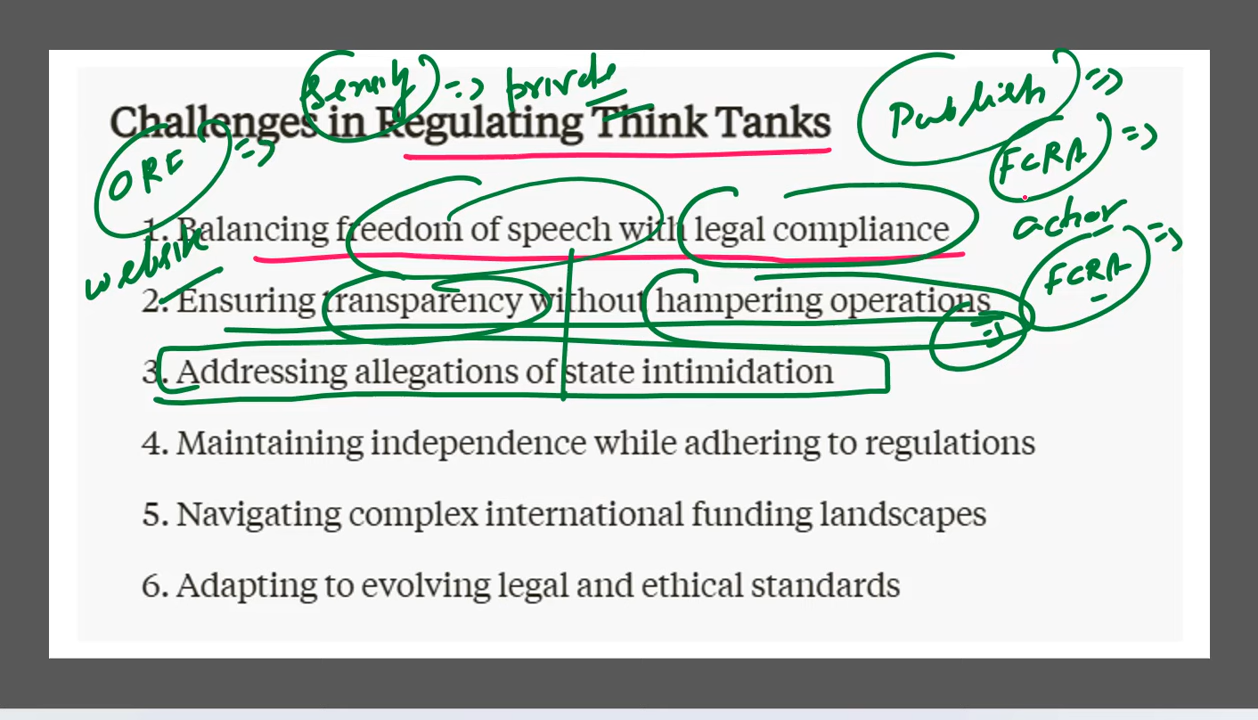 => private
Publish =>
Challenges in Regulating Think Tanks
ORF =>
FCRA =>
1. Balancing freedom of speech with legal compliance
website
FCRA =>
2. Ensuring transparency without hampering operations
3. Addressing allegations of state intimidation
4. Maintaining independence while adhering to regulations
5. Navigating complex international funding landscapes
6. Adapting to evolving legal and ethical standards